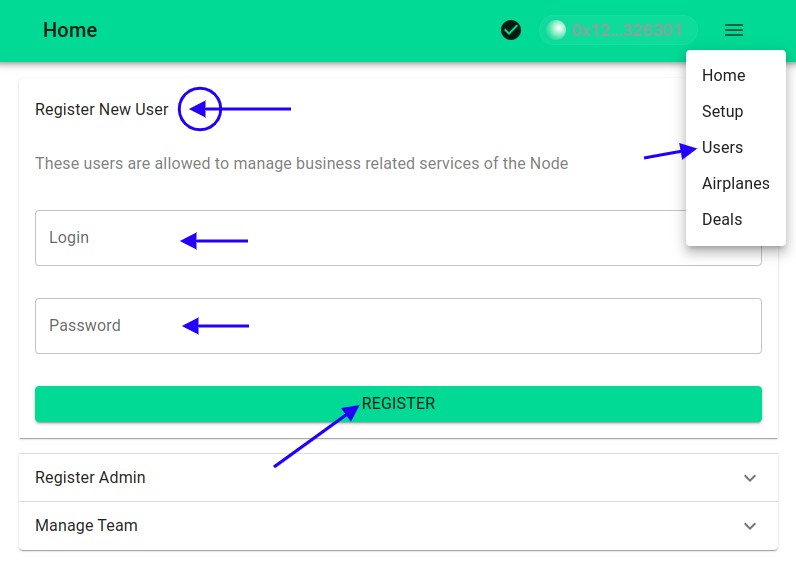 Home
0x12...326301
Home
Setup
Users
Airplanes
Deals
Register New User
These users are allowed to manage business related services of the Node
Login
Password
REGISTER
Register Admin
Manage Team